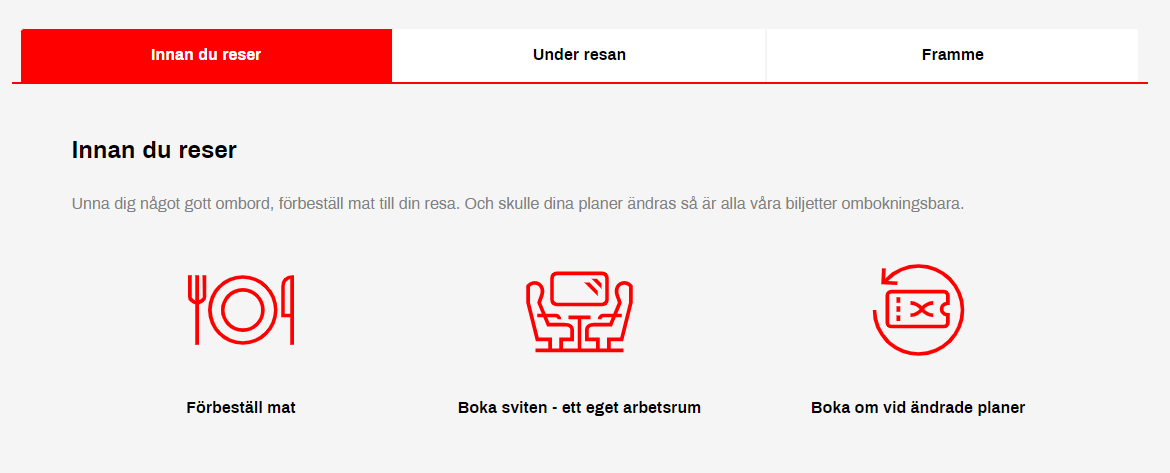 Innan du reser
Under resan
Framme
Innan du reser
Unna dig något gott ombord, förbeställ mat till din resa. Och skulle dina planer ändras så är alla våra biljetter ombokningsbara.
Förbeställ mat
Boka sviten - ett eget arbetsrum
Boka om vid ändrade planer